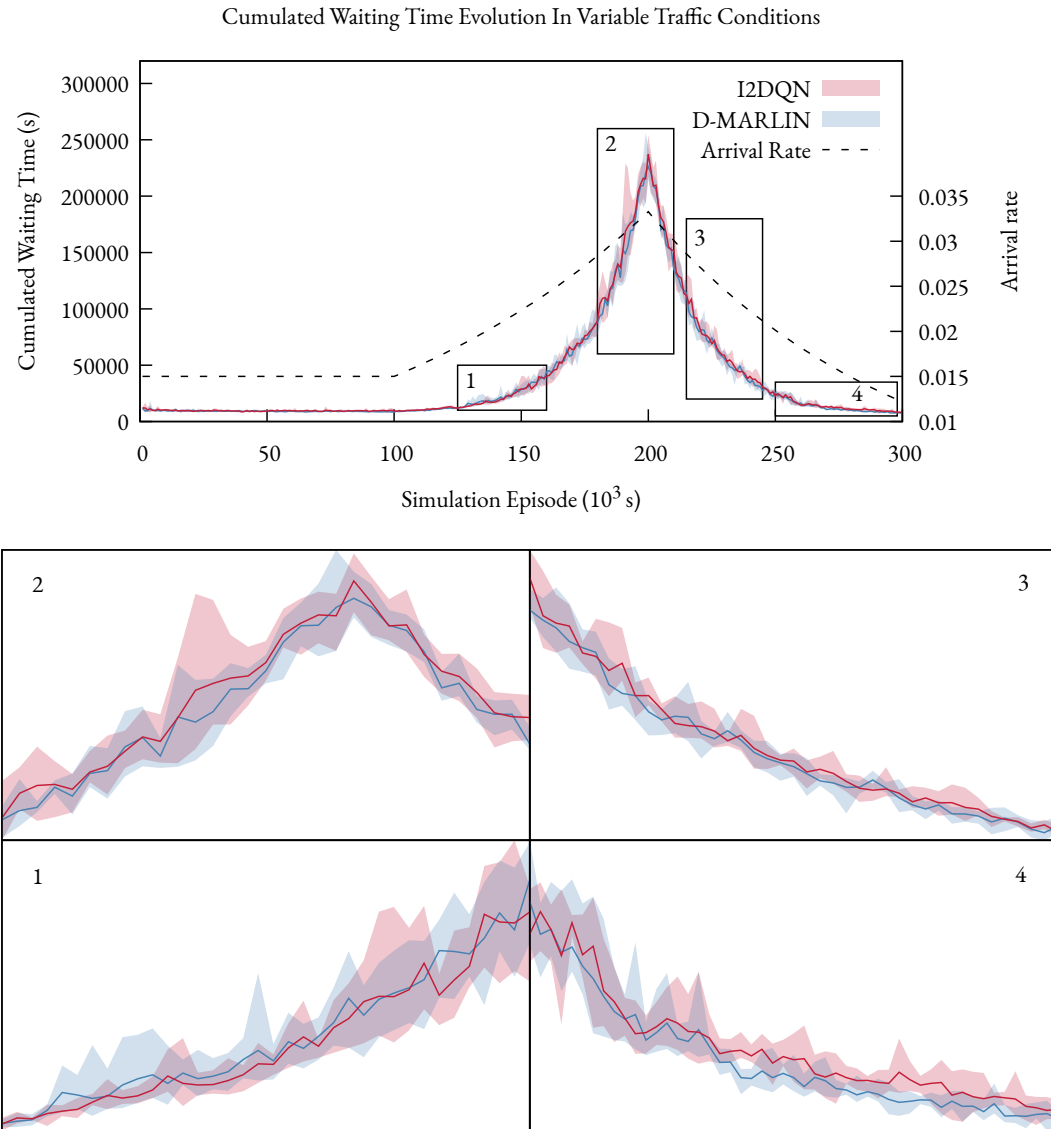 Cumulated Waiting Time Evolution In Variable Traffic Conditions
Cumulated Waiting Time (s)
300000
250000
200000
150000
100000
50000
0
I2DQN
D-MARLIN
Arrival Rate
1
2
3
4
0.035
0.03
0.025
0.02
0.015
0.01
Arrival rate
0 50 100 150 200 250 300
Simulation Episode (10³ s)
2
3
1
4